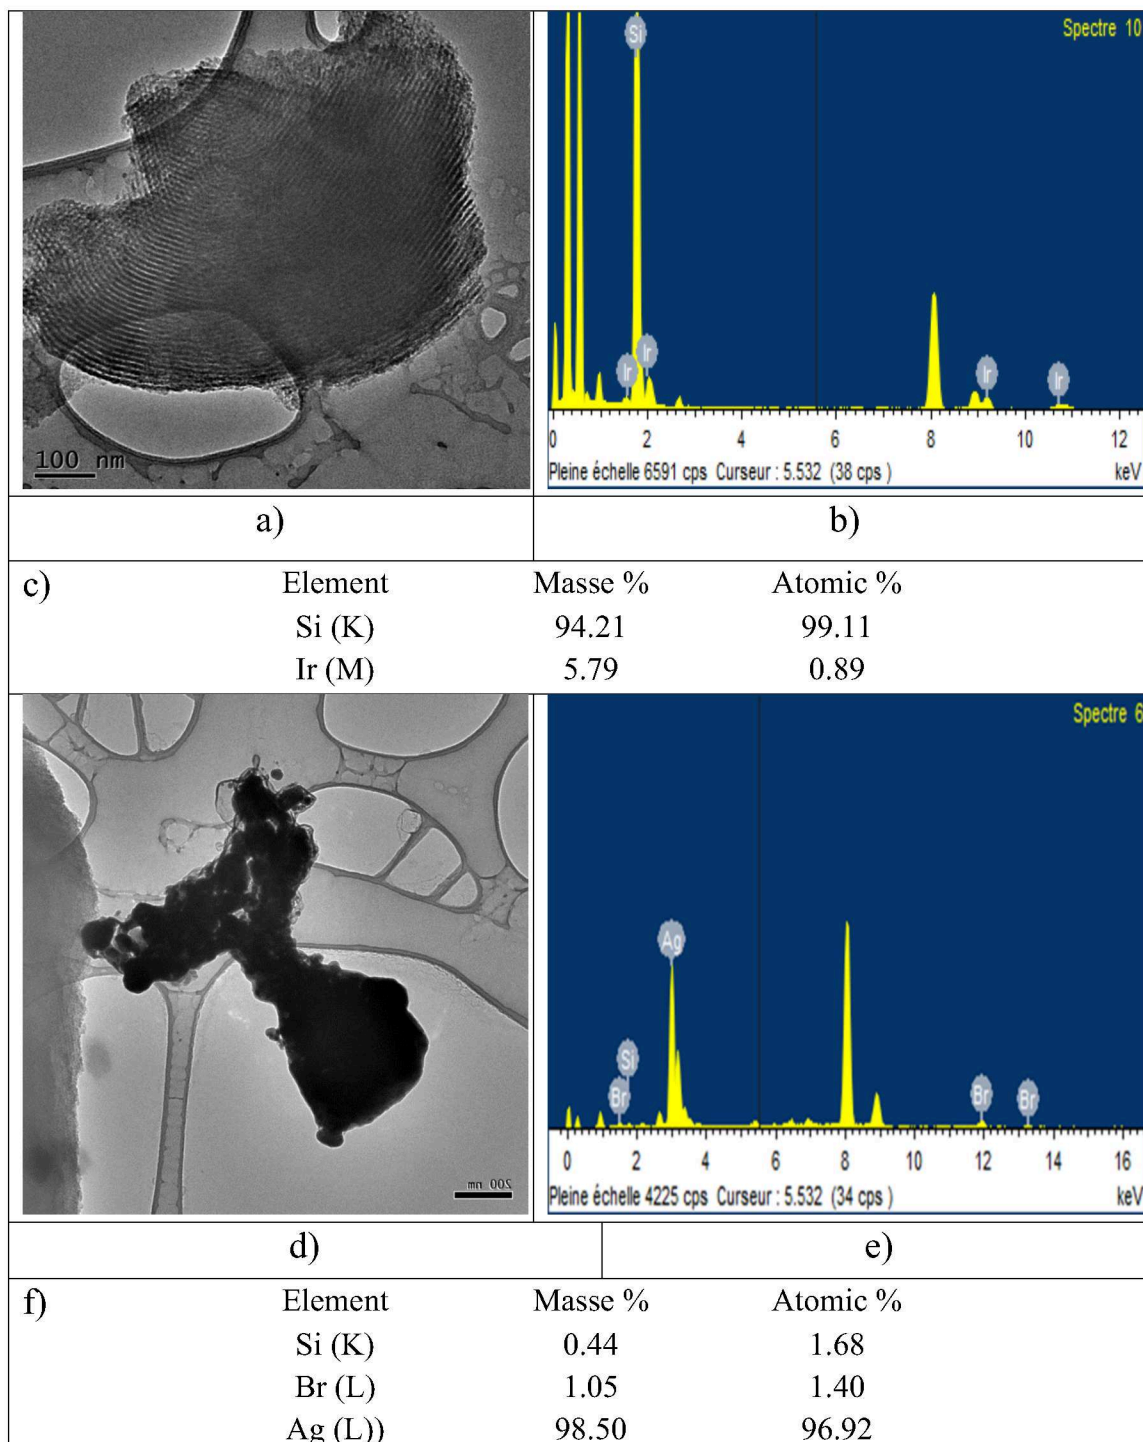 Spectre 10
Si
Ir
Ir
Ir
Ir
100 nm
0 2 4 6 8 10 12
Pleine échelle 6591 cps Curseur : 5.532 (38 cps ) keV
a) b)
c) Element Masse % Atomic %
Si (K) 94.21 99.11
Ir (M) 5.79 0.89
Spectre 6
Ag
Si
Br
Br
Br
200 nm
0 2 4 6 8 10 12 14 16
Pleine échelle 4225 cps Curseur : 5.532 (34 cps ) keV
d) e)
f) Element Masse % Atomic %
Si (K) 0.44 1.68
Br (L) 1.05 1.40
Ag (L)) 98.50 96.92